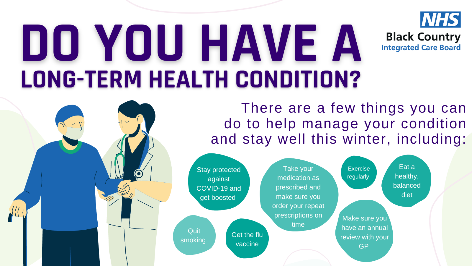 NHS
Black Country
Integrated Care Board
DO YOU HAVE A
LONG-TERM HEALTH CONDITION?
There are a few things you can
do to help manage your condition
and stay well this winter, including:
Stay protected
against
COVID-19 and
get boosted
Take your
medication as
prescribed and
make sure you
order your repeat
prescriptions on
time
Exercise
regularly
Eat a
healthy,
balanced
diet
Quit
smoking
Get the flu
vaccine
Make sure you
have an annual
review with your
GP